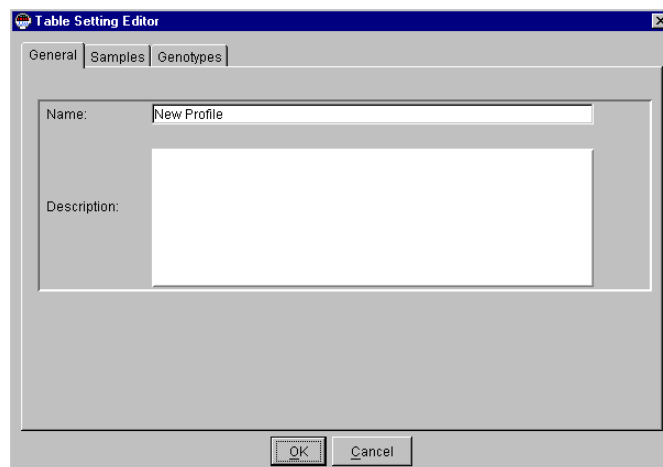 Table Setting Editor
General Samples Genotypes
Name: New Profile
Description:
OK Cancel